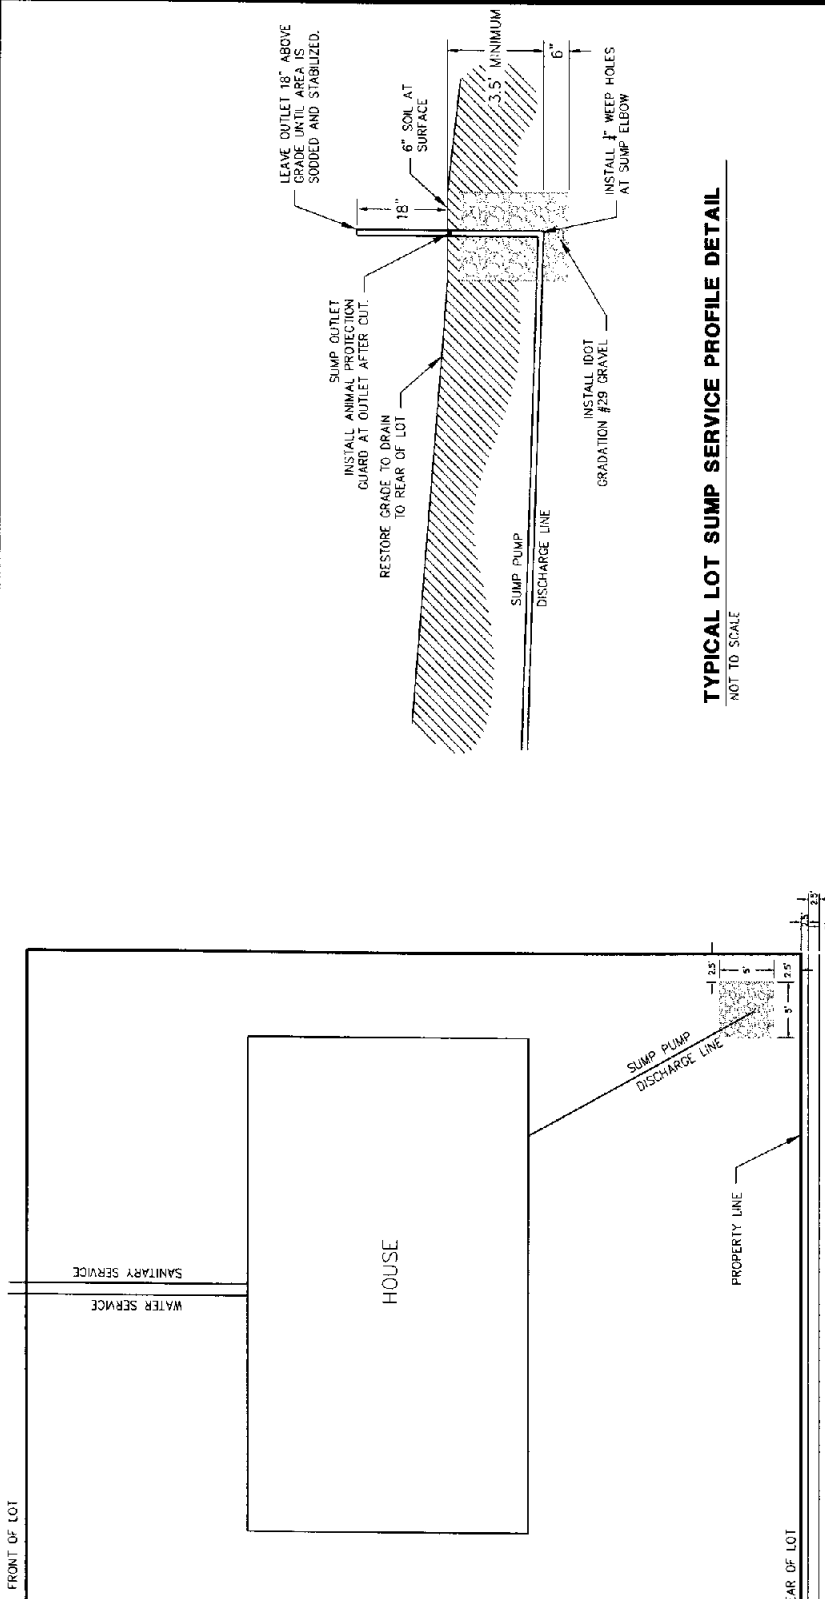 LEAVE OUTLET 18" ABOVE
GRADE UNTIL AREA IS
SODDED AND STABILIZED.
18"
6" SOIL AT
SURFACE
3.5' MINIMUM
6"
SUMP OUTLET
INSTALL ANIMAL PROTECTION
GUARD AT OUTLET AFTER CUT.
RESTORE GRADE TO DRAIN
TO REAR OF LOT
SUMP PUMP
DISCHARGE LINE
INSTALL IDOT
GRADATION #29 GRAVEL
WEEP HOLES
AT SUMP ELBOW
TYPICAL LOT SUMP SERVICE PROFILE DETAIL
NOT TO SCALE
FRONT OF LOT
SANITARY SERVICE
WATER SERVICE
HOUSE
SUMP PUMP
DISCHARGE LINE
2.5'
5'
2.5'
5'
2.5'
2.5'
PROPERTY LINE
EAR OF LOT